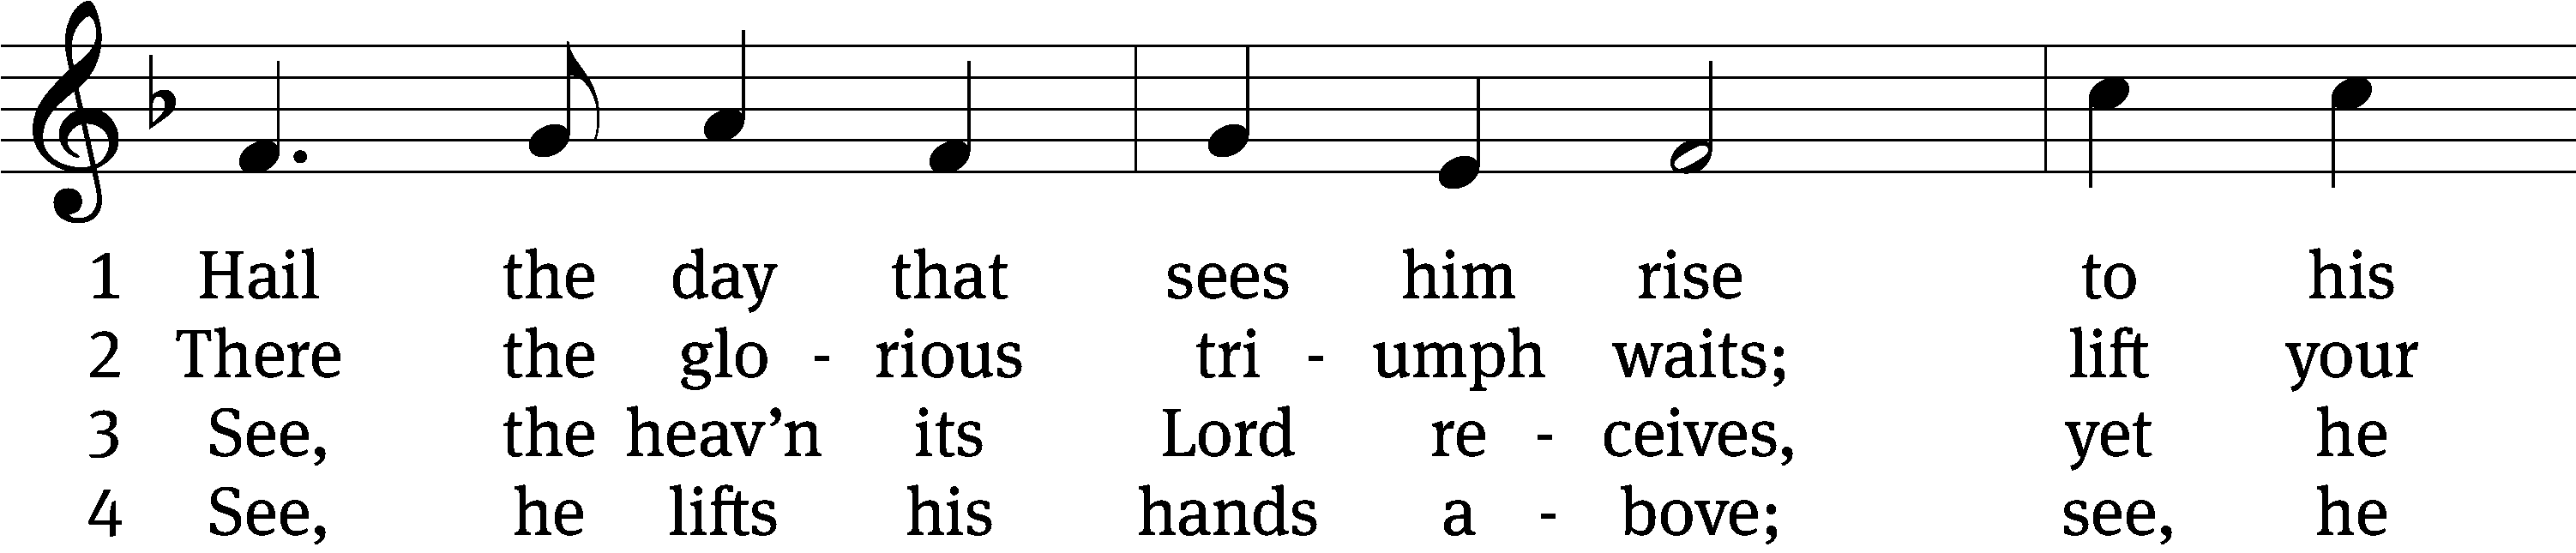 1 Hail the day that sees him rise to his
2 There the glo - rious tri - umph waits; lift your
3 See, the heav’n its Lord re - ceives, yet he
4 See, he lifts his hands a - bove; see, he